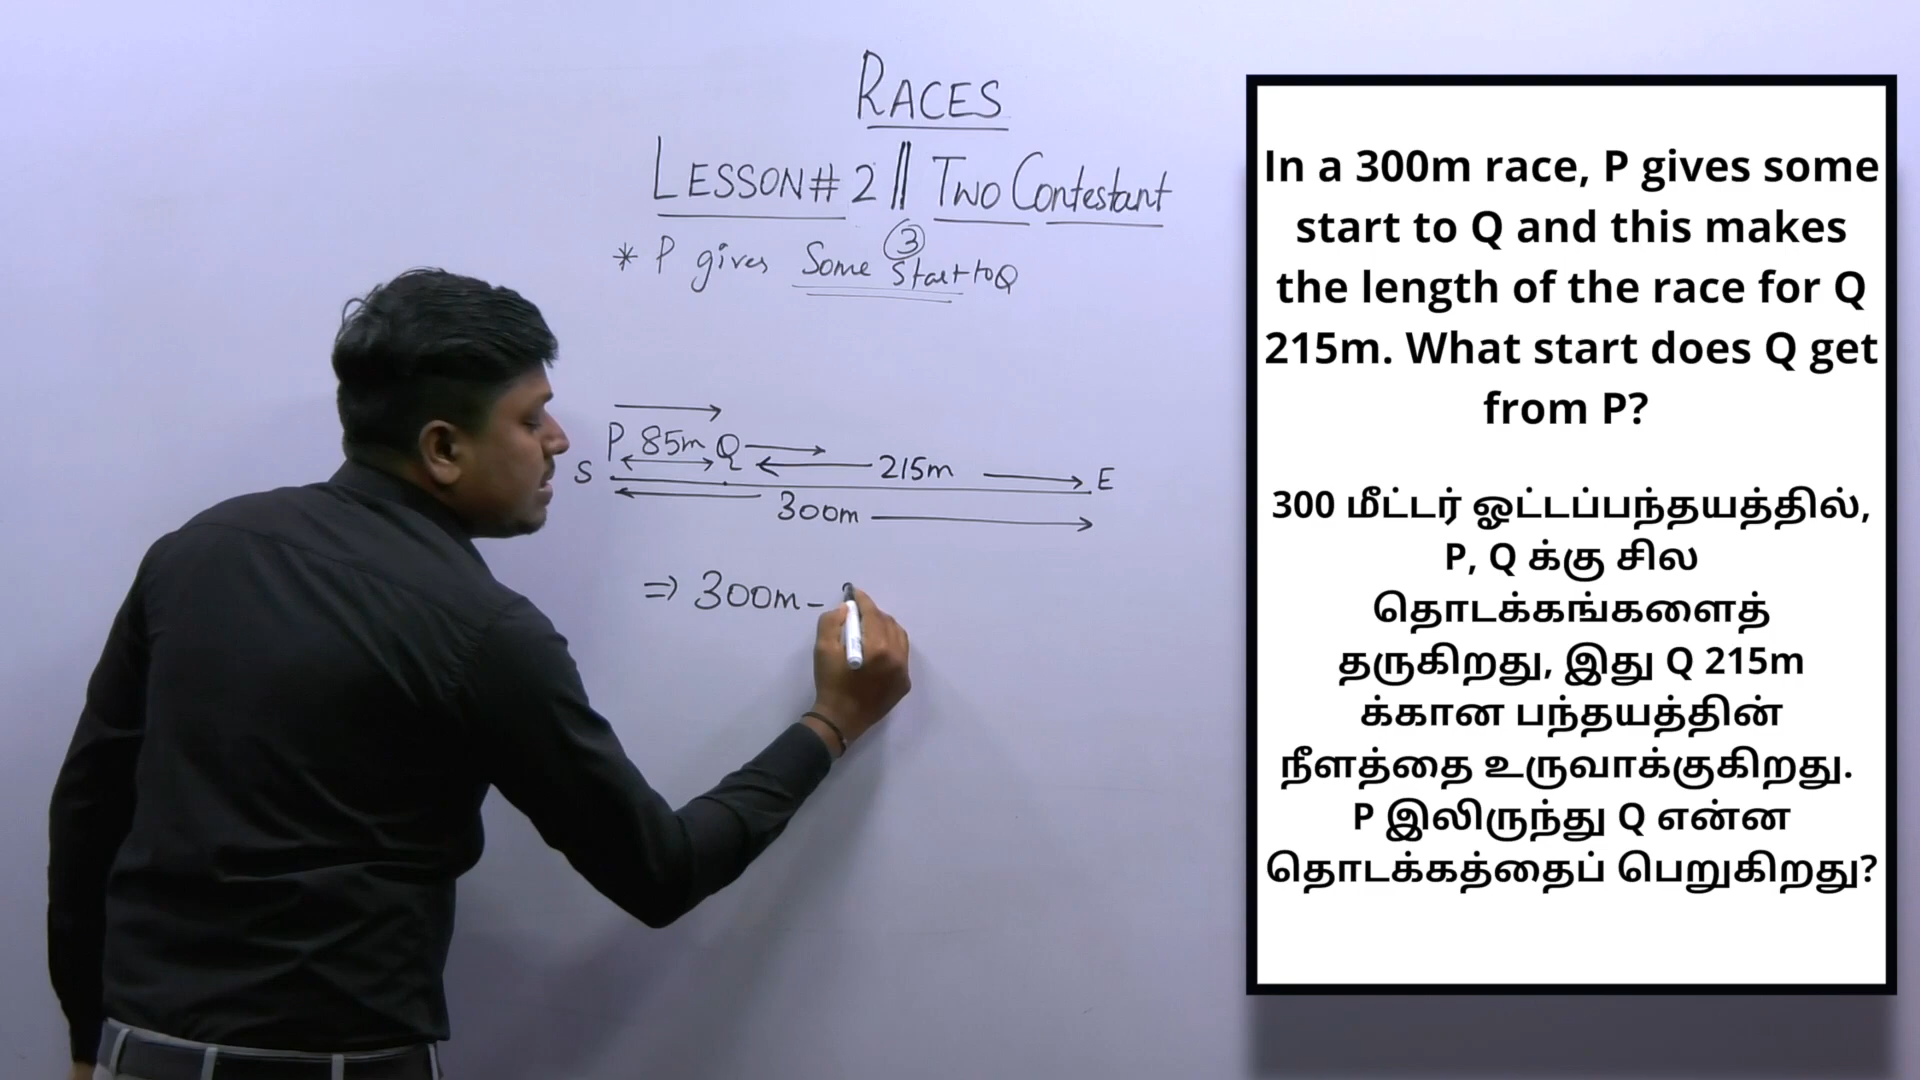 RACES
LESSON# 2 || Two Contestant
3
* P gives Some Start to Q
P 85m Q
S 215m E
300m
⇒ 300m -
In a 300m race, P gives some
start to Q and this makes
the length of the race for Q
215m. What start does Q get
from P?
300 மீட்டர் ஓட்டப்பந்தயத்தில்,
P, Q க்கு சில
தொடக்கங்களைத்
தருகிறது, இது Q 215m
க்கான பந்தயத்தின்
நீளத்தை உருவாக்குகிறது.
P இலிருந்து Q என்ன
தொடக்கத்தைப் பெறுகிறது?